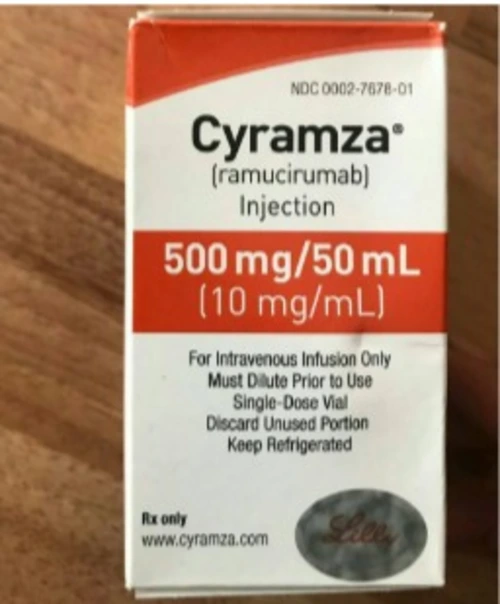 NDC 0002-7678-01
Cyramza®
(ramucirumab)
Injection
500 mg/50 mL
(10 mg/mL)
For Intravenous Infusion Only
Must Dilute Prior to Use
Single-Dose Vial
Discard Unused Portion
Keep Refrigerated
Rx only
www.cyramza.com
Lilly